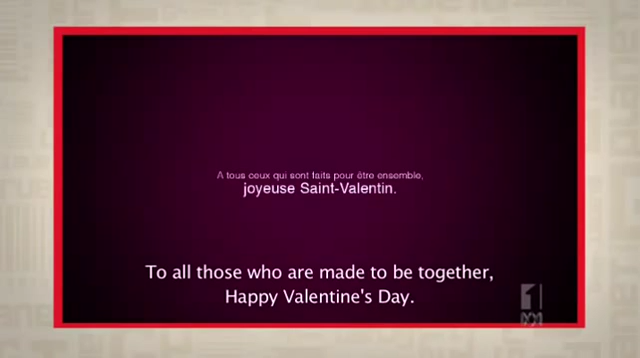 A tous ceux qui sont faits pour être ensemble,
joyeuse Saint-Valentin.
To all those who are made to be together,
Happy Valentine's Day.
1